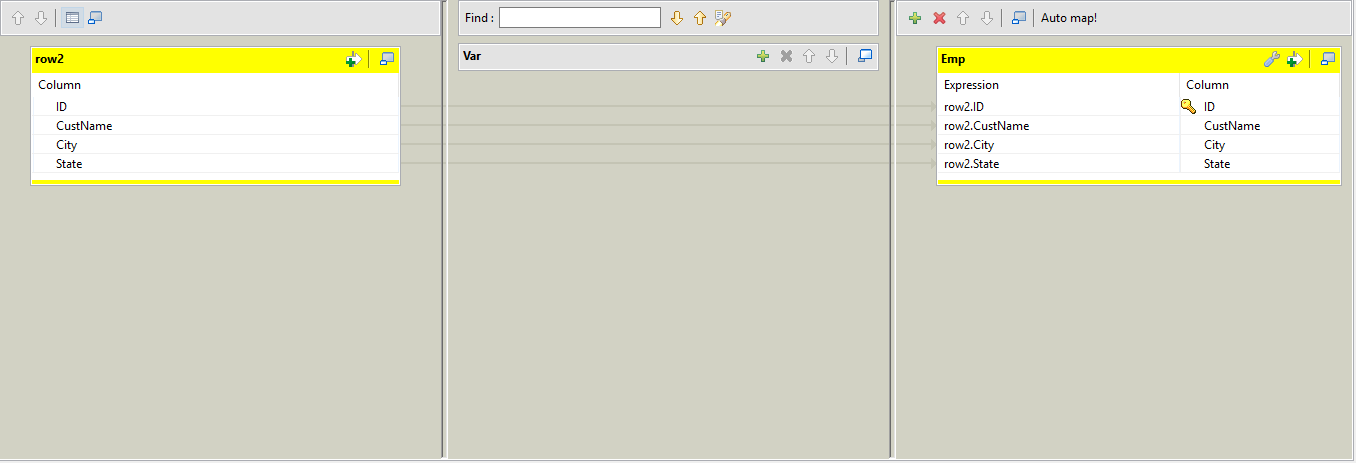 Find :
Auto map!
row2
Column
ID
CustName
City
State
Var
Emp
Expression Column
row2.ID ID
row2.CustName CustName
row2.City City
row2.State State